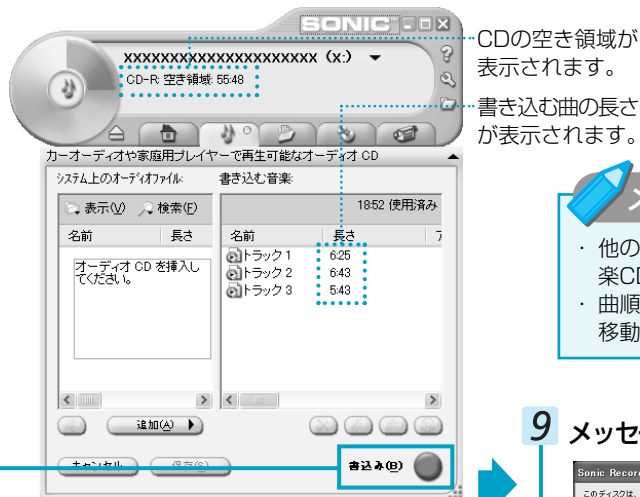 SONIC
XXXXXXXXXXXXXXXXXXXXXX (X:)
CD-R: 空き領域: 55:48
CDの空き領域が
表示されます。
書き込む曲の長さ
が表示されます。
カーオーディオや家庭用プレイヤーで再生可能なオーディオ CD
システム上のオーディオファイル:
書き込む音楽:
表示(V) 検索(F)
18:52 使用済み
名前 長さ
名前 長さ
オーディオ CD を挿入し
てください。
トラック 1 6:25
トラック 2 6:43
トラック 3 5:43
追加(A)
キャンセル
保存(S)
書込み(B)
・ 他の
楽CD
・ 曲順
移動
9 メッセ
Sonic Recor
このディスクは、